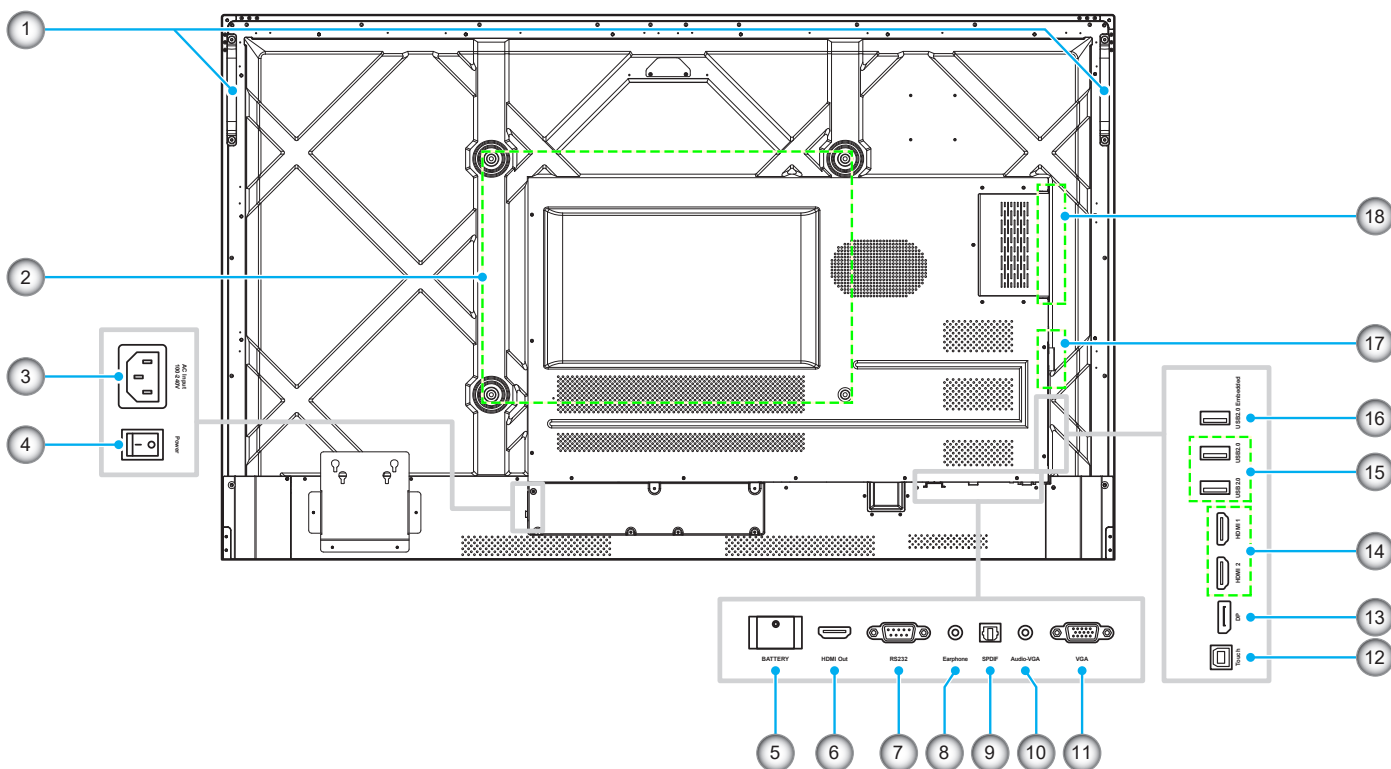 1
2
3
AC Input
100-240V
4
Power
18
17
USB2.0 Embedded
16
USB2.0
15
USB2.0
HDMI 1
14
HDMI 2
DP
13
Touch
12
BATTERY
HDMI Out
RS232
Earphone
SPDIF
Audio-VGA
VGA
5
6
7
8
9
10
11